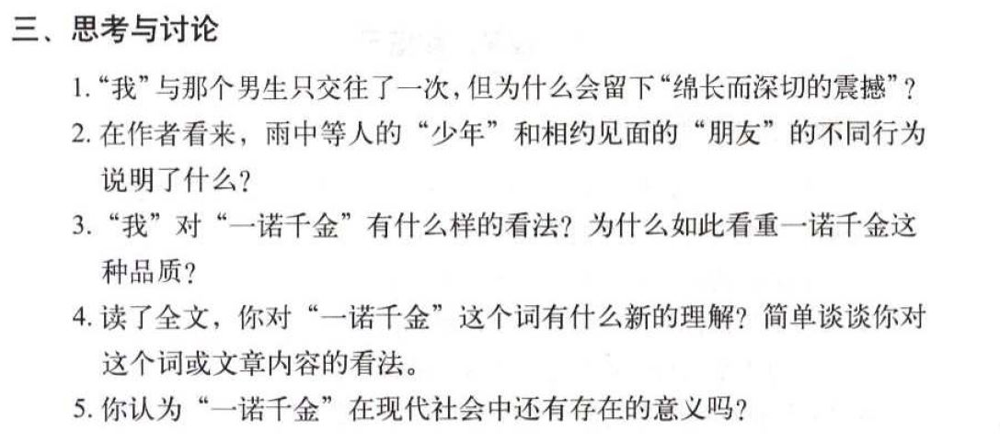 三、思考与讨论
1.“我”与那个男生只交往了一次,但为什么会留下“绵长而深切的震撼”?
2. 在作者看来，雨中等人的“少年”和相约见面的“朋友”的不同行为
说明了什么?
3.“我”对“一诺千金”有什么样的看法? 为什么如此看重一诺千金这
种品质?
4. 读了全文，你对“一诺千金”这个词有什么新的理解? 简单谈谈你对
这个词或文章内容的看法。
5. 你认为“一诺千金”在现代社会中还有存在的意义吗?